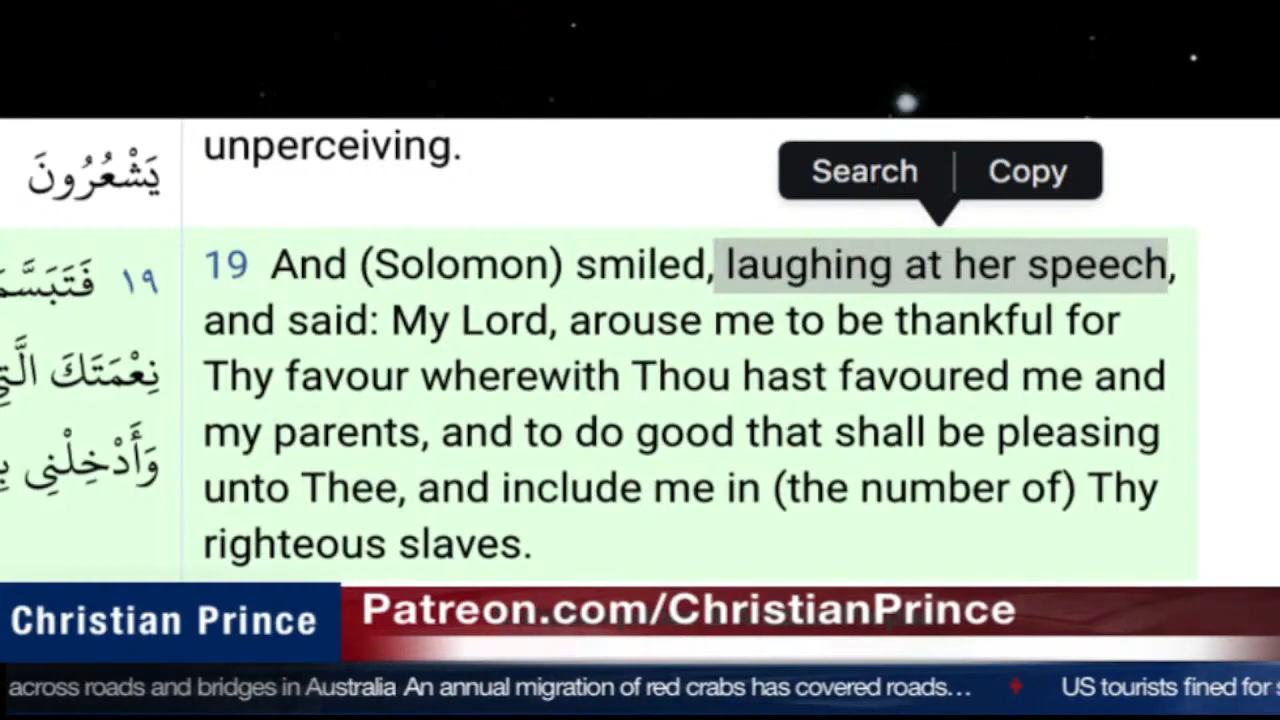 unperceiving.
Search
Copy
يَشْعُرُونَ
19 And (Solomon) smiled, laughing at her speech,
and said: My Lord, arouse me to be thankful for
Thy favour wherewith Thou hast favoured me and
my parents, and to do good that shall be pleasing
unto Thee, and include me in (the number of) Thy
righteous slaves.
١٩
نِعْمَتَكَ
وَأَدْخِلْنِى
Christian Prince
Patreon.com/ChristianPrince
across roads and bridges in Australia An annual migration of red crabs has covered roads… US tourists fined for